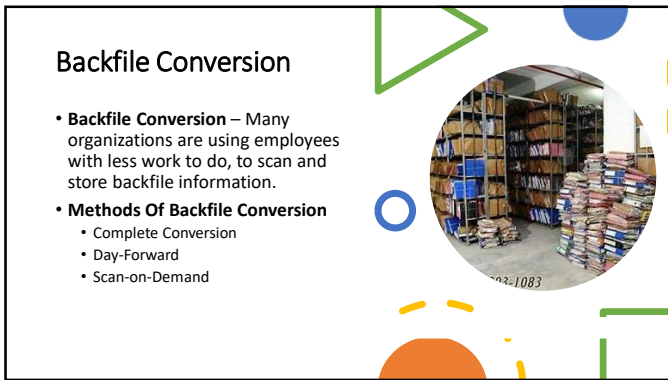 Backfile Conversion
• Backfile Conversion – Many
organizations are using employees
with less work to do, to scan and
store backfile information.
• Methods Of Backfile Conversion
• Complete Conversion
• Day-Forward
• Scan-on-Demand